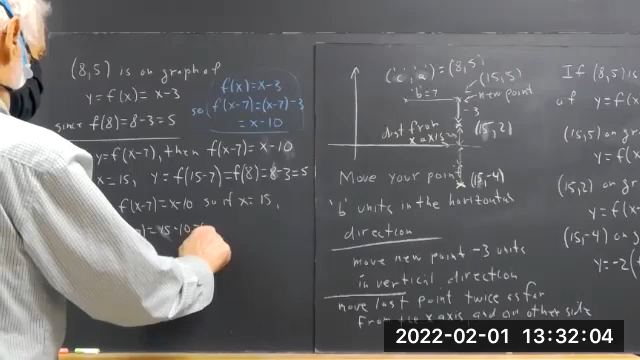 (8,5) is on graph of
y=f(x)= x-3
since f(8)=8-3=5
f(x)=x-3
so f(x-7)=(x-7)-3
= x-10
y=f(x-7), then f(x-7)=x-10
x=15, y=f(15-7)=f(8)=8-3=5
f(x-7)=x-10 so if x=15,
=15-10=
('c','a')=(8,5)
'b'=7
(15,5)
new point
-3
dist from
x=axis
(15,2)
(15,-4)
Move your point
'b' units in the horizontal
direction
move new point -3 units
in vertical direction
move last point twice as far
from the x axis, and on other side
If (8,5) is
of y=f(x
(15,5) on g
y=f(x
(15,2) on
y=f(x-
(15,-4) on
y=-2(
2022-02-01 13:32:04